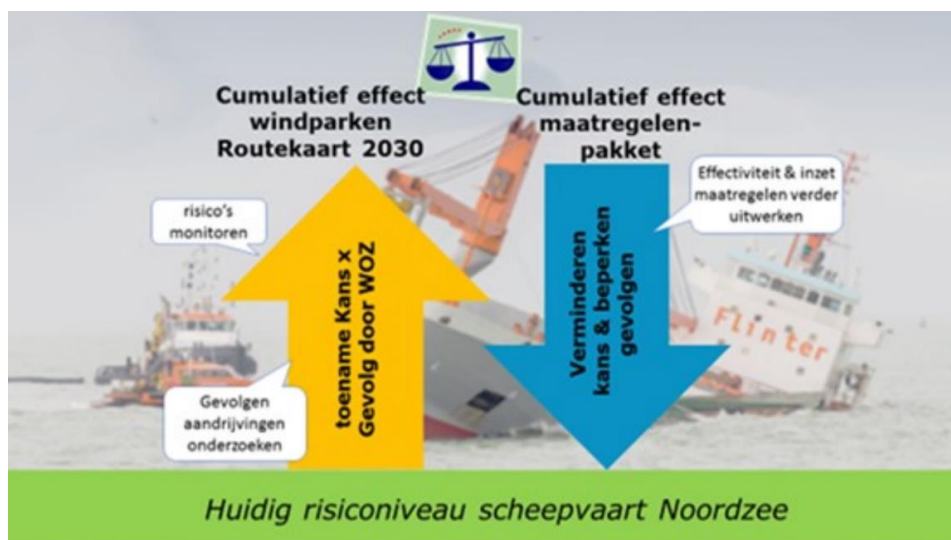 Cumulatief effect
windparken
Routekaart 2030
Cumulatief effect
maatregelen-
pakket
risico's
monitoren
Effectiviteit & inzet
maatregelen verder
uitwerken
toename Kans x
Gevolg door WOZ
Verminderen
kans & beperken
gevolgen
Flinter
Gevolgen
aandrijvingen
onderzoeken
Huidig risiconiveau scheepvaart Noordzee